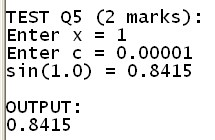 TEST Q5 (2 marks):
Enter x = 1
Enter c = 0.00001
sin(1.0) = 0.8415
OUTPUT:
0.8415